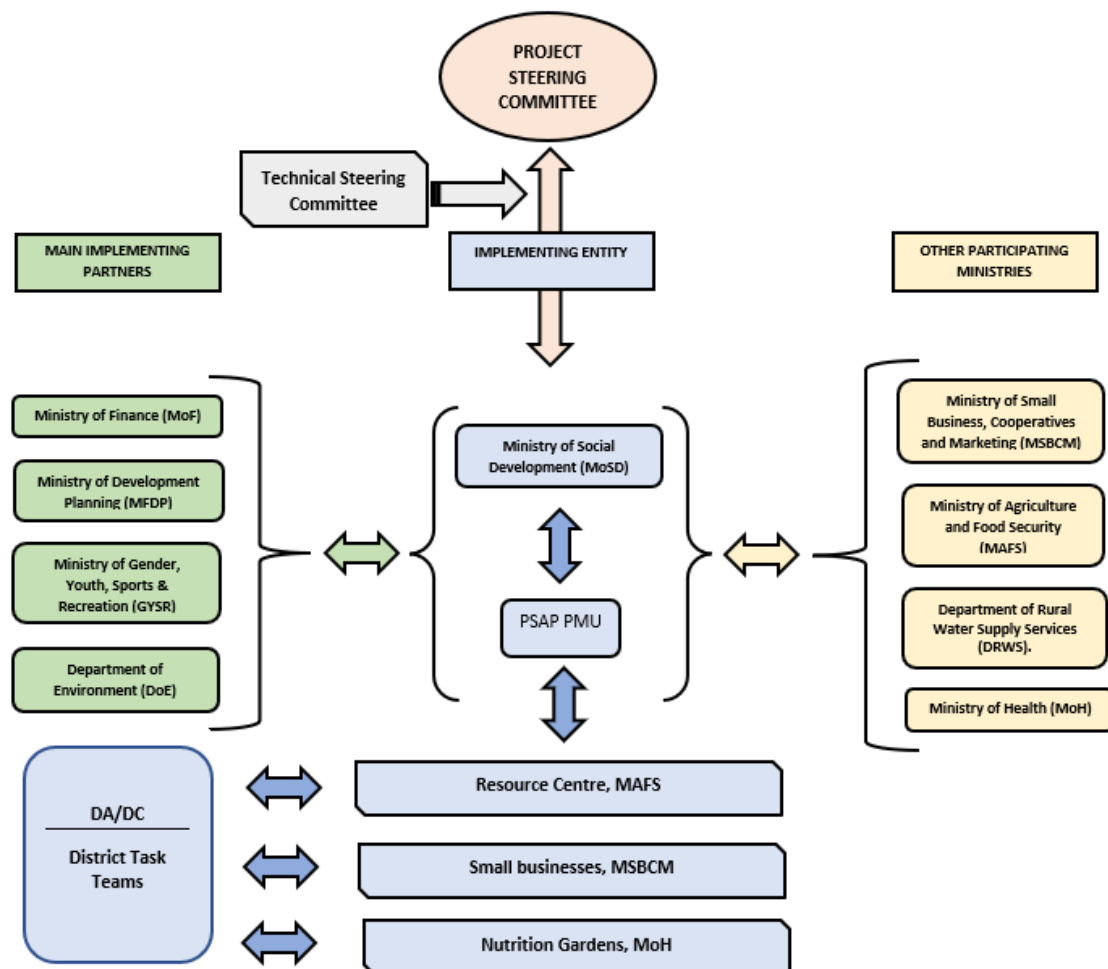 PROJECT
STEERING
COMMITTEE
Technical Steering
Committee
MAIN IMPLEMENTING
PARTNERS
IMPLEMENTING ENTITY
OTHER PARTICIPATING
MINISTRIES
Ministry of Finance (MoF)
Ministry of Development
Planning (MFDP)
Ministry of Gender,
Youth, Sports &
Recreation (GYSR)
Department of
Environment (DoE)
Ministry of Social
Development (MoSD)
PSAP PMU
Ministry of Small
Business, Cooperatives
and Marketing (MSBCM)
Ministry of Agriculture
and Food Security
(MAFS)
Department of Rural
Water Supply Services
(DRWS).
Ministry of Health (MoH)
DA/DC
District Task
Teams
Resource Centre, MAFS
Small businesses, MSBCM
Nutrition Gardens, MoH